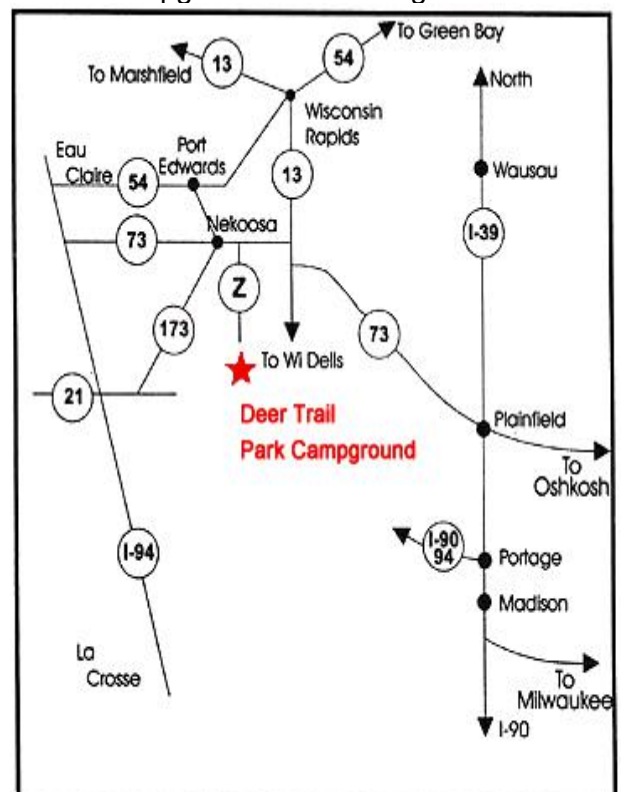 To Green Bay
13
54
To Marshfield
North
Wisconsin
Rapids
Eau
Claire
Port
Edwards
54
13
Wausau
Nekoosa
73
I-39
Z
173
73
To Wi Dells
21
Deer Trail
Park Campground
Plainfield
To
Oshkosh
I-90
94
I-94
Portage
Madison
La
Crosse
To
Milwaukee
I-90